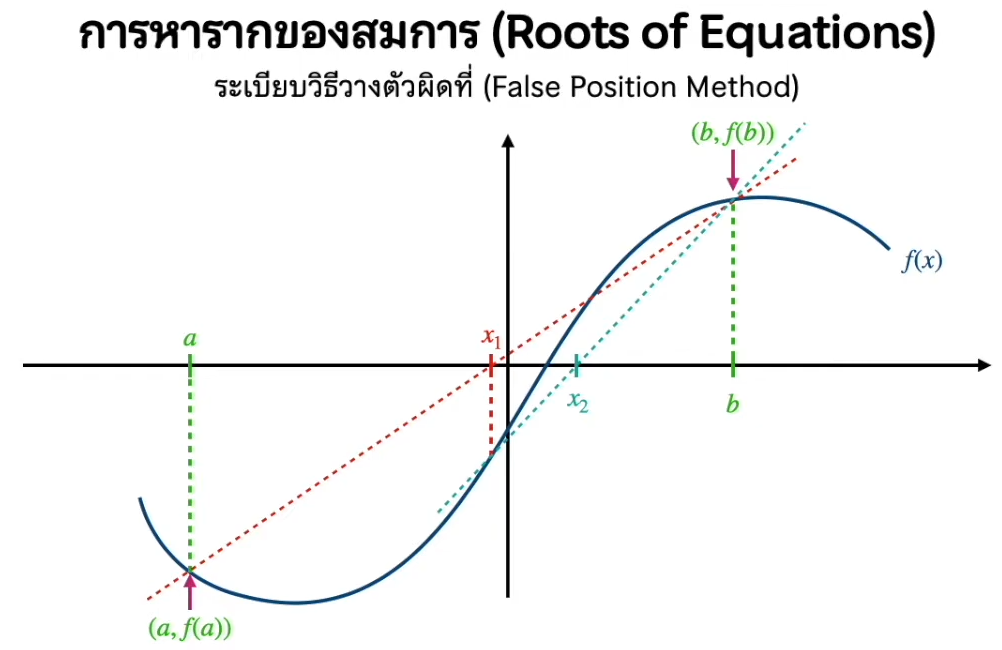 การหารากของสมการ (Roots of Equations)
ระเบียบวิธีวางตัวผิดที่ (False Position Method)
(b, f(b))
f(x)
a
x₁
x₂
b
(a, f(a))